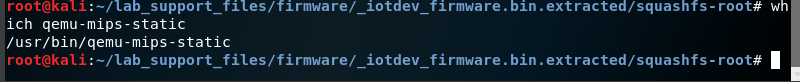 root@kali:~/lab_support_files/firmware/_iotdev_firmware.bin.extracted/squashfs-root# wh
ich qemu-mips-static
/usr/bin/qemu-mips-static
root@kali:~/lab_support_files/firmware/_iotdev_firmware.bin.extracted/squashfs-root#